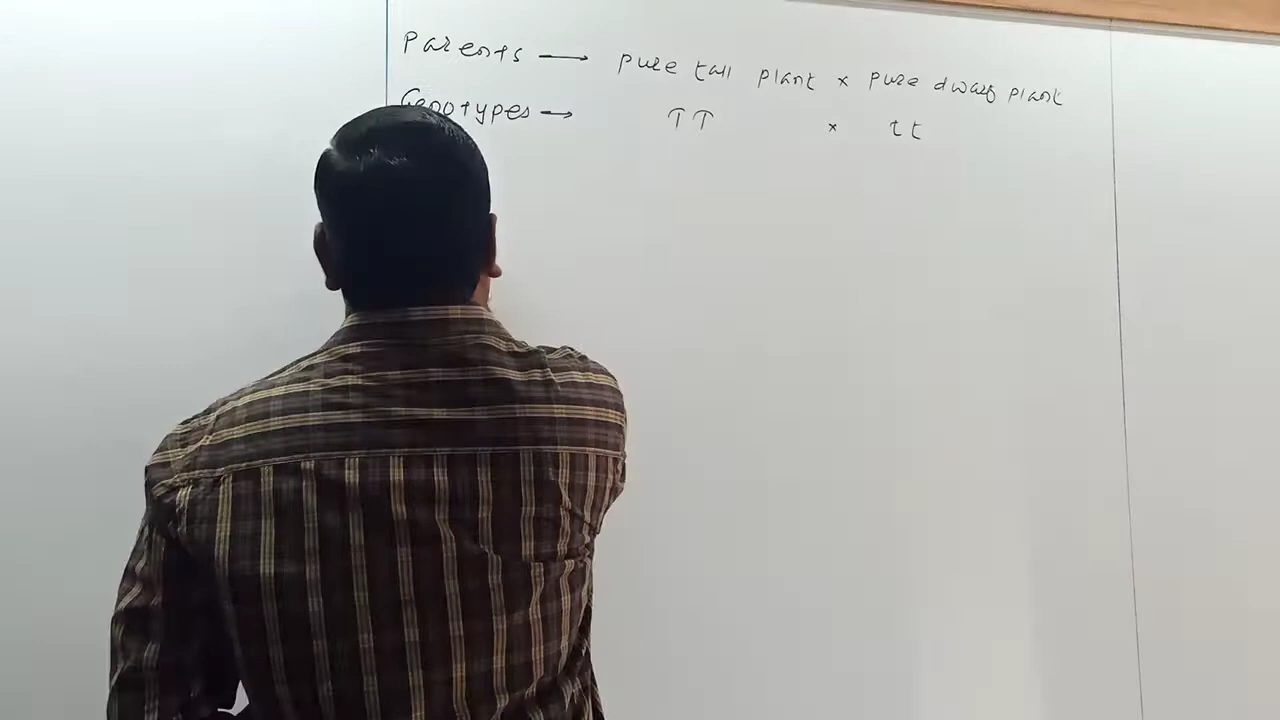 Parents → pure tall plant × pure dwarf plant
Genotypes → TT × tt